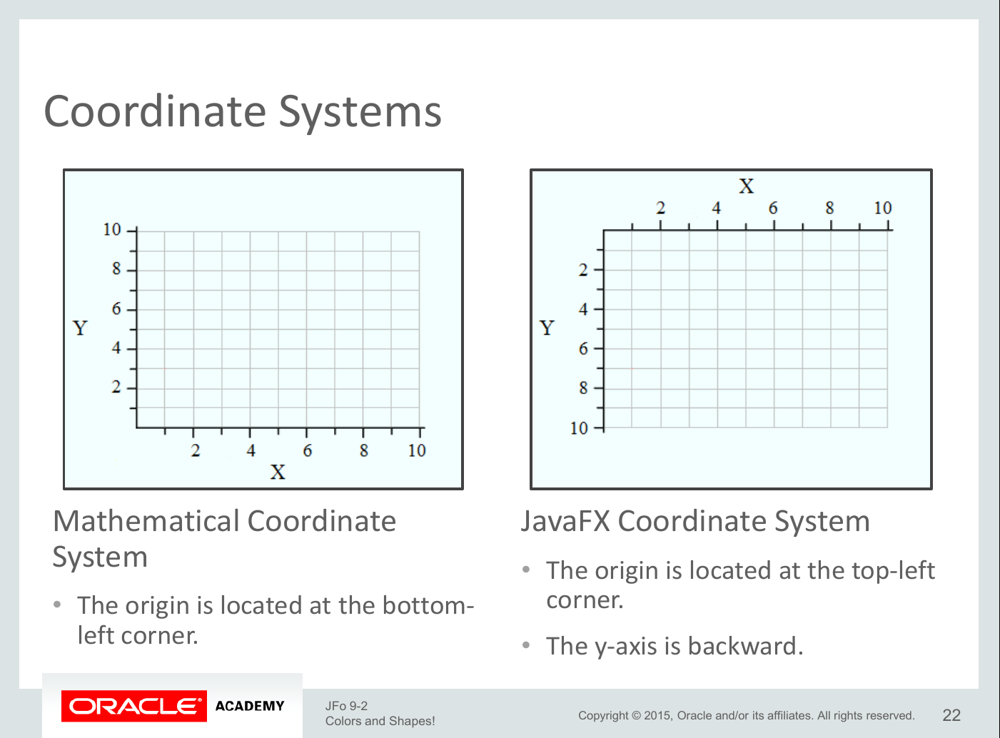 Coordinate Systems
10
8
6
Y
4
2
2 4 6 8 10
X
X
2 4 6 8 10
2
4
Y
6
8
10
Mathematical Coordinate
System
• The origin is located at the bottom-
left corner.
JavaFX Coordinate System
• The origin is located at the top-left
corner.
• The y-axis is backward.
ORACLE® ACADEMY
JFo 9-2
Colors and Shapes!
Copyright © 2015, Oracle and/or its affiliates. All rights reserved.
22